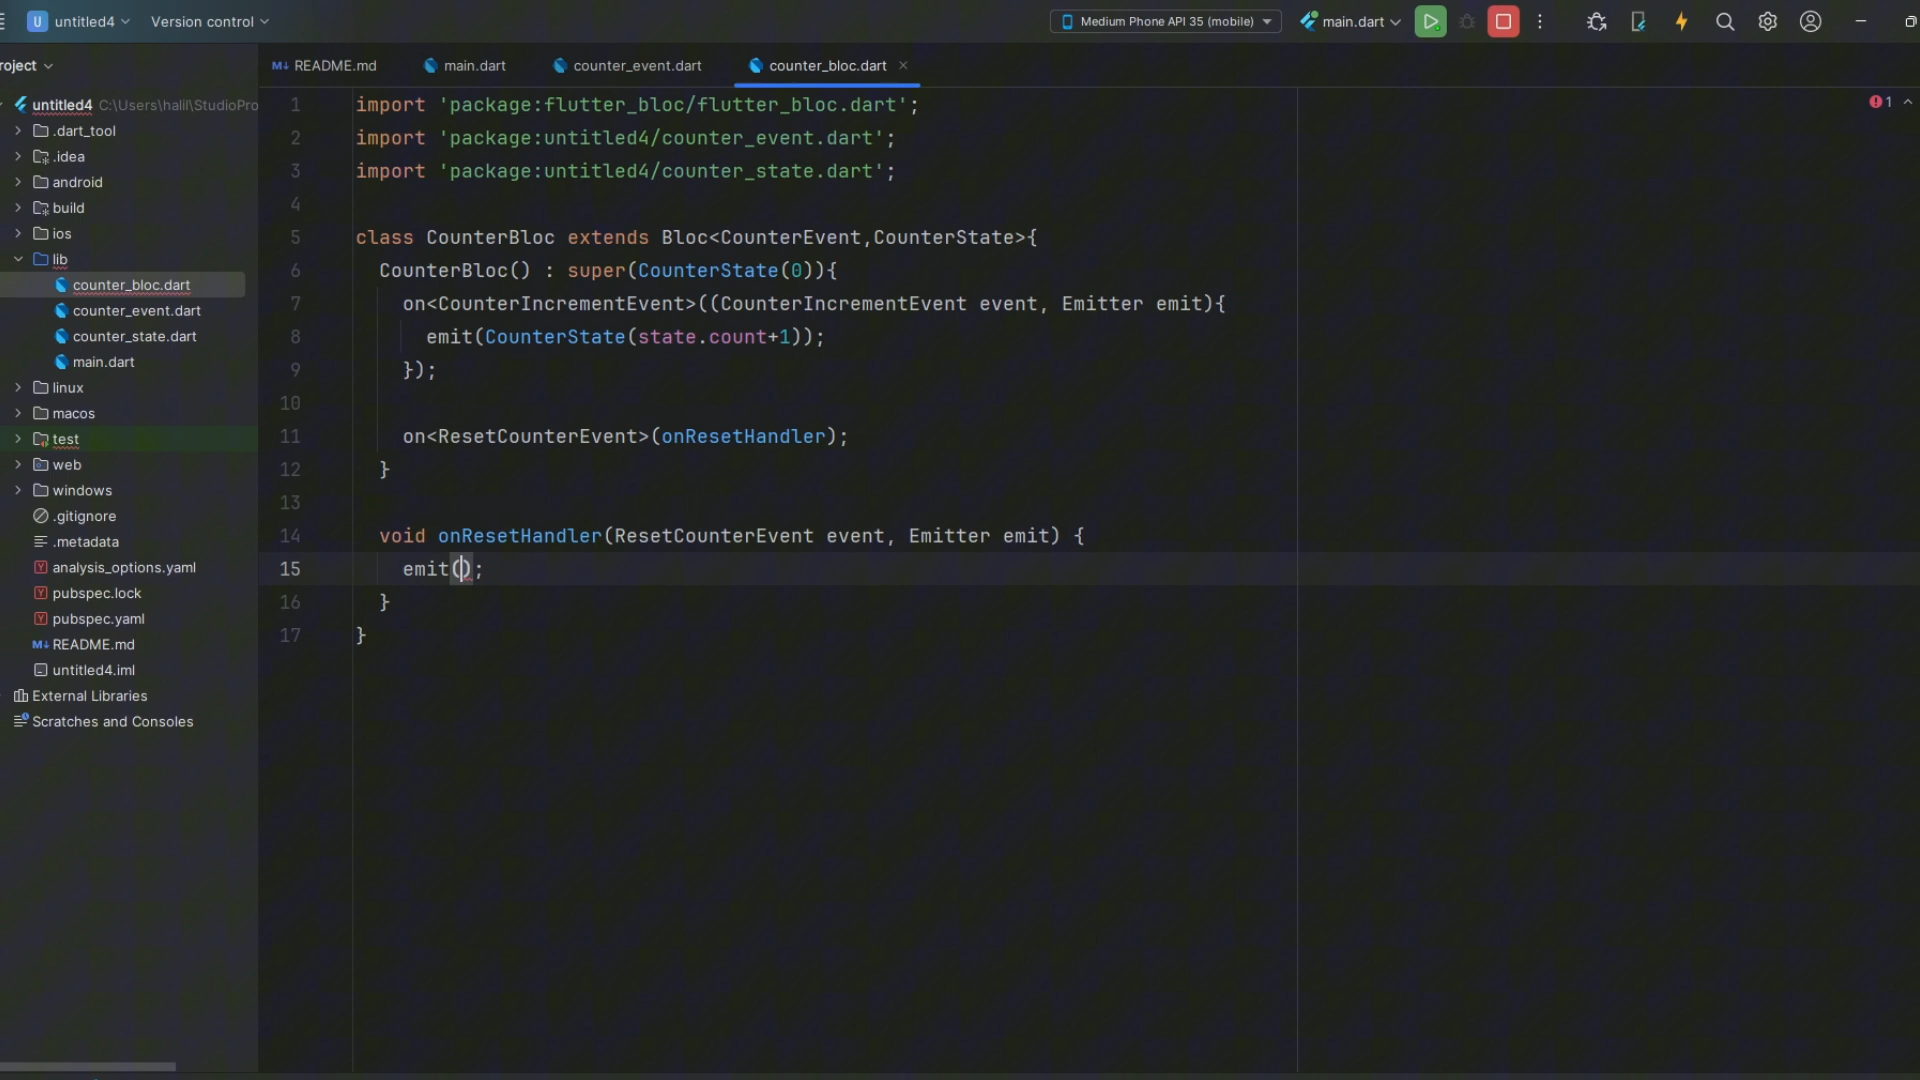 U untitled4 Version control Medium Phone API 35 (mobile) main.dart
roject README.md main.dart counter_event.dart counter_bloc.dart
untitled4 C:\Users\halil\StudioPro
.dart_tool
.idea
android
build
ios
lib
counter_bloc.dart
counter_event.dart
counter_state.dart
main.dart
linux
macos
test
web
windows
.gitignore
.metadata
analysis_options.yaml
pubspec.lock
pubspec.yaml
README.md
untitled4.iml
External Libraries
Scratches and Consoles
1 import 'package:flutter_bloc/flutter_bloc.dart';
2 import 'package:untitled4/counter_event.dart';
3 import 'package:untitled4/counter_state.dart';
4
5 class CounterBloc extends Bloc<CounterEvent,CounterState>{
6 CounterBloc() : super(CounterState(0)){
7 on<CounterIncrementEvent>((CounterIncrementEvent event, Emitter emit){
8 emit(CounterState(state.count+1));
9 });
10
11 on<ResetCounterEvent>(onResetHandler);
12 }
13
14 void onResetHandler(ResetCounterEvent event, Emitter emit) {
15 emit();
16 }
17 }
1